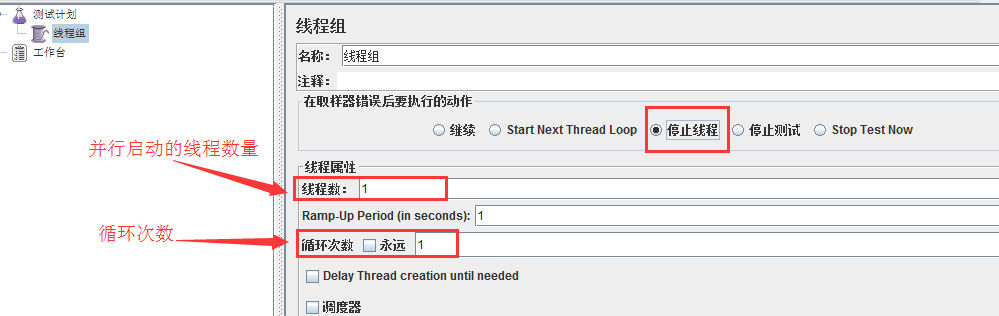 测试计划
线程组
工作台
线程组
名称： 线程组
注释：
在取样器错误后要执行的动作
继续 Start Next Thread Loop 停止线程 停止测试 Stop Test Now
并行启动的线程数量
线程属性
线程数： 1
Ramp-Up Period (in seconds): 1
循环次数
循环次数 永远 1
Delay Thread creation until needed
调度器